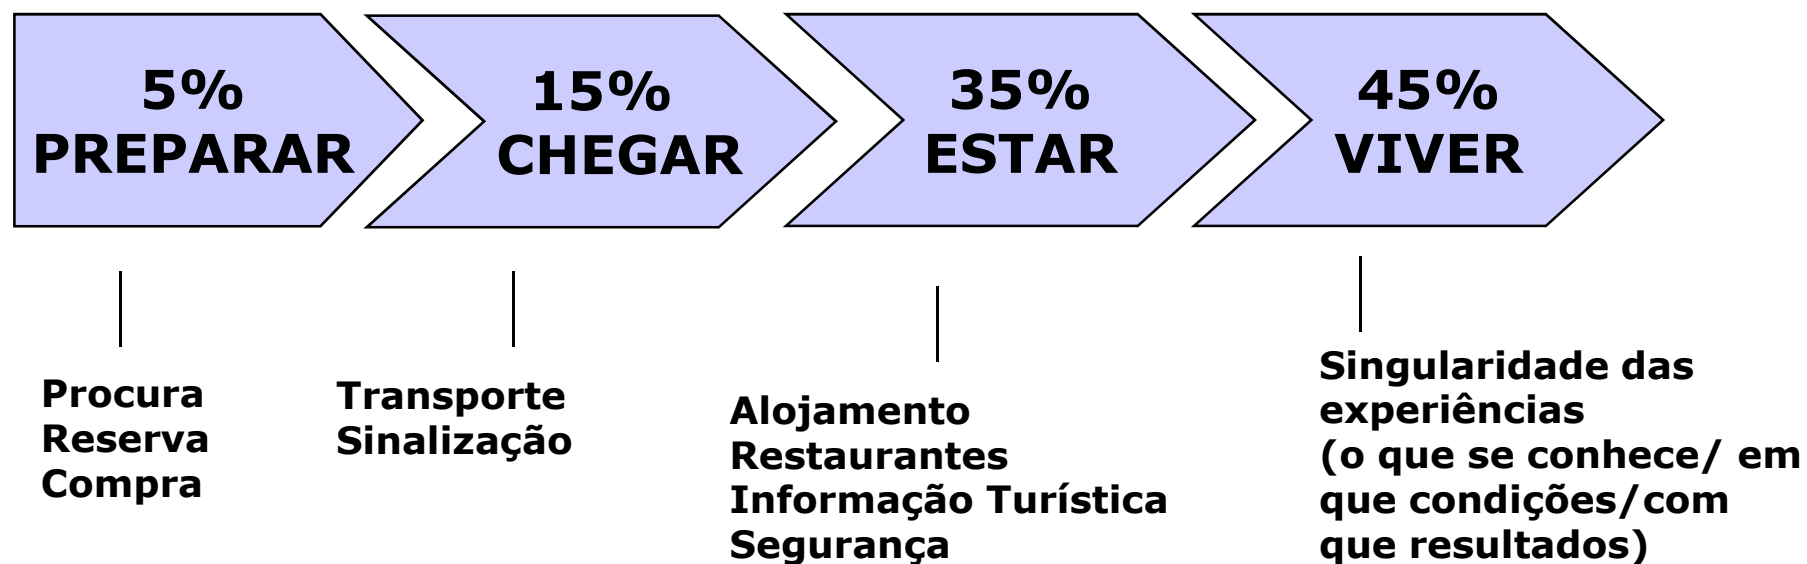 5%
PREPARAR
15%
CHEGAR
35%
ESTAR
45%
VIVER
Procura
Reserva
Compra
Transporte
Sinalização
Alojamento
Restaurantes
Informação Turística
Segurança
Singularidade das
experiências
(o que se conhece/ em
que condições/com
que resultados)